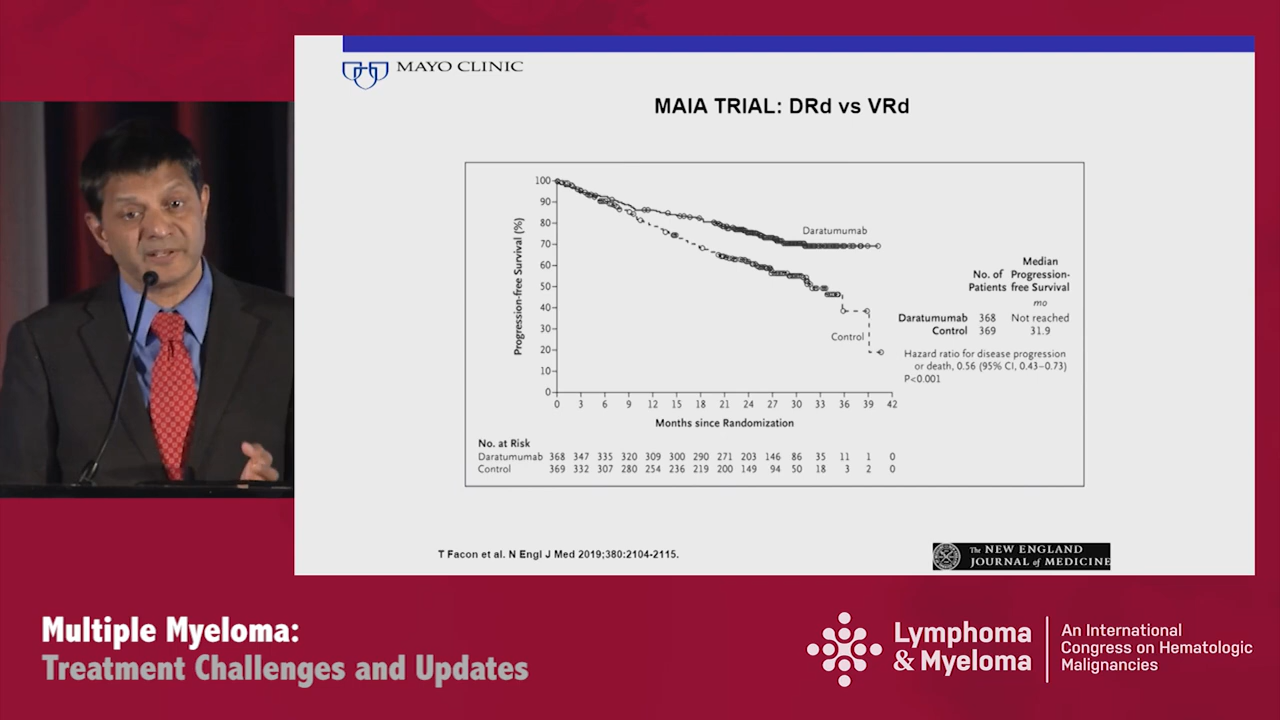 MAYO CLINIC
MAIA TRIAL: DRd vs VRd
Progression-free Survival (%)
100
90
80
70
60
50
40
30
20
10
0
Daratumumab
Control
0 3 6 9 12 15 18 21 24 27 30 33 36 39 42
Months since Randomization
No. of Patients
Median Progression-free Survival
mo
Daratumumab 368 Not reached
Control 369 31.9
Hazard ratio for disease progression
or death, 0.56 (95% CI, 0.43–0.73)
P<0.001
No. at Risk
Daratumumab 368 347 335 320 309 300 290 271 203 146 86 35 11 1 0
Control 369 332 307 280 254 236 219 200 149 94 50 18 3 2 0
T Facon et al. N Engl J Med 2019;380:2104-2115.
The NEW ENGLAND
JOURNAL of MEDICINE
Multiple Myeloma:
Treatment Challenges and Updates
Lymphoma
& Myeloma
An International
Congress on Hematologic
Malignancies